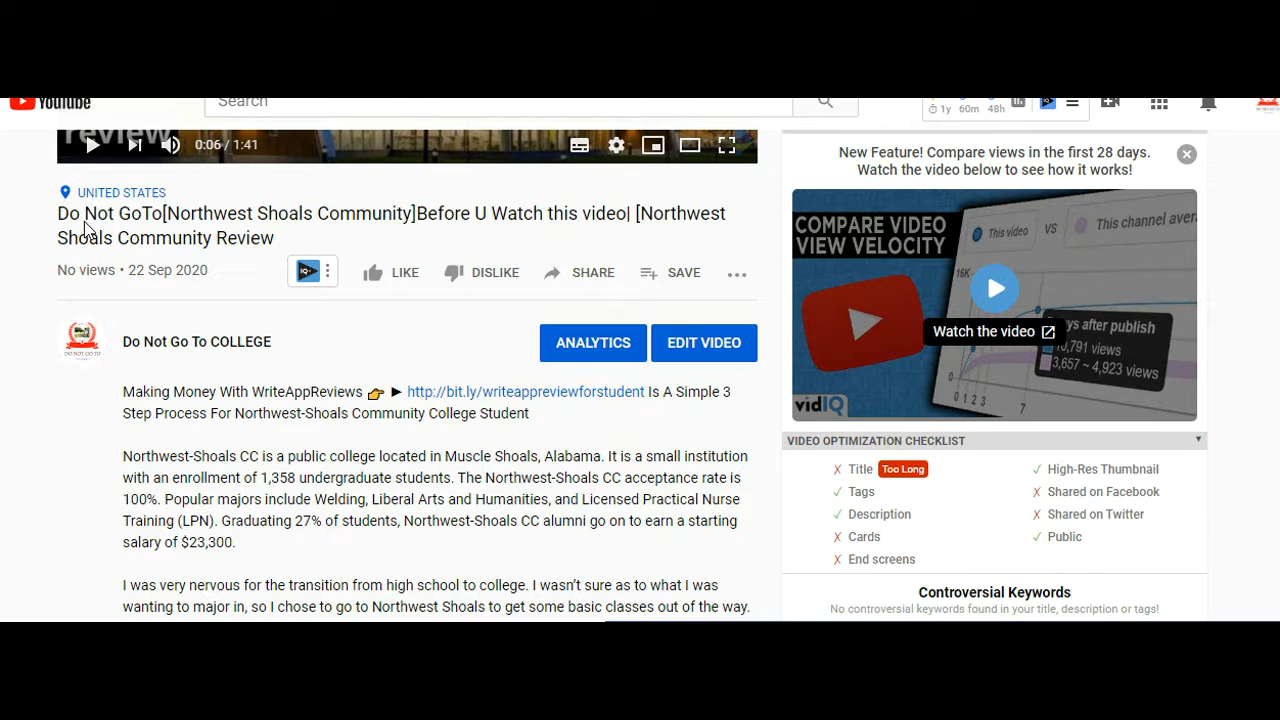 YouTube
Search
1y 60m 48h
review
0:06 / 1:41
UNITED STATES
Do Not GoTo[Northwest Shoals Community]Before U Watch this video| [Northwest
Shoals Community Review
No views • 22 Sep 2020
IQ
LIKE
DISLIKE
SHARE
SAVE
DO NOT GO TO
Do Not Go To COLLEGE
ANALYTICS
EDIT VIDEO
Making Money With WriteAppReviews 👉 ► http://bit.ly/writeappreviewforstudent Is A Simple 3
Step Process For Northwest-Shoals Community College Student
Northwest-Shoals CC is a public college located in Muscle Shoals, Alabama. It is a small institution
with an enrollment of 1,358 undergraduate students. The Northwest-Shoals CC acceptance rate is
100%. Popular majors include Welding, Liberal Arts and Humanities, and Licensed Practical Nurse
Training (LPN). Graduating 27% of students, Northwest-Shoals CC alumni go on to earn a starting
salary of $23,300.
I was very nervous for the transition from high school to college. I wasn't sure as to what I was
wanting to major in, so I chose to go to Northwest Shoals to get some basic classes out of the way.
New Feature! Compare views in the first 28 days.
Watch the video below to see how it works!
COMPARE VIDEO
VIEW VELOCITY
This video VS This channel aver
16K
Watch the video
ys after publish
10,791 views
3,657 ~ 4,923 views
0 1 2 3 7
vidIQ
VIDEO OPTIMIZATION CHECKLIST
Title Too Long
Tags
Description
Cards
End screens
High-Res Thumbnail
Shared on Facebook
Shared on Twitter
Public
Controversial Keywords
No controversial keywords found in your title, description or tags!